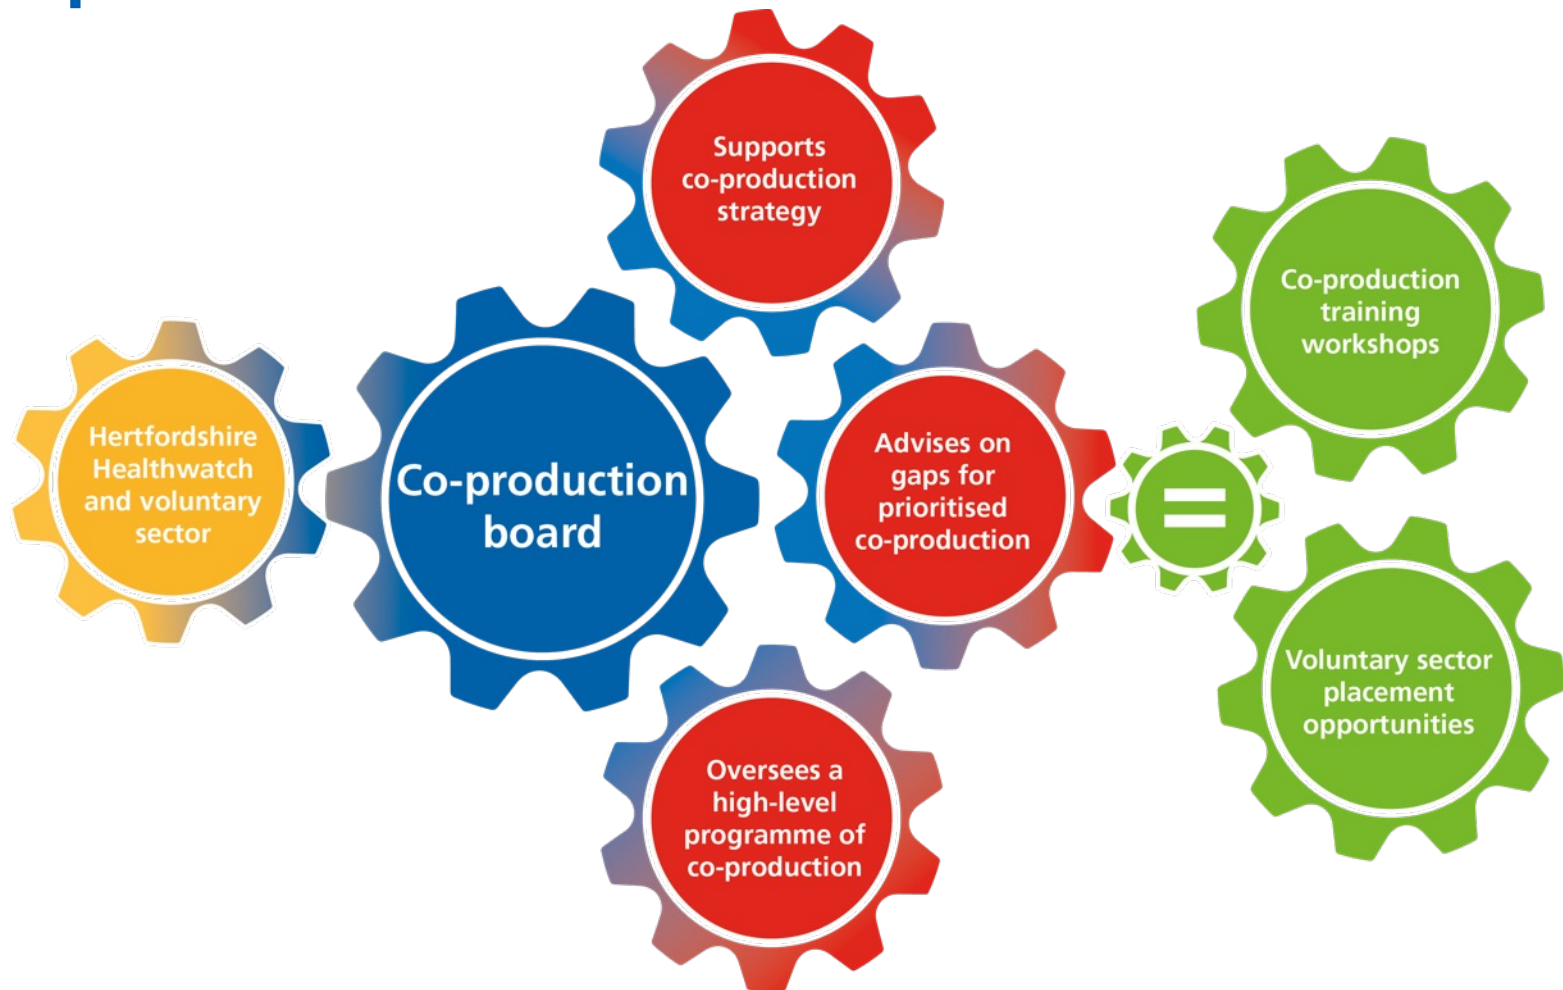 Supports
co-production
strategy
Hertfordshire
Healthwatch
and voluntary
sector
Co-production
board
Advises on
gaps for
prioritised
co-production
=
Co-production
training
workshops
Voluntary sector
placement
opportunities
Oversees a
high-level
programme of
co-production